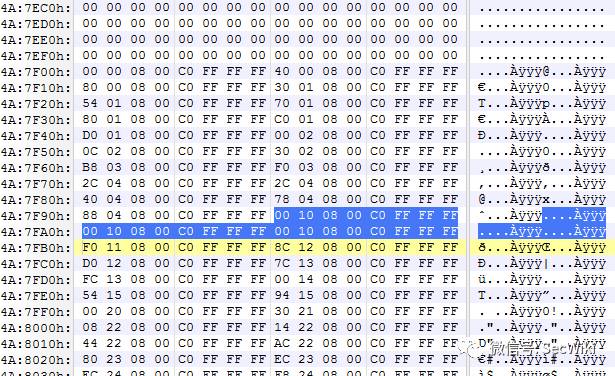 4A:7EC0h: 00 00 00 00 00 00 00 00 00 00 00 00 00 00 00 00 ................
4A:7ED0h: 00 00 00 00 00 00 00 00 00 00 00 00 00 00 00 00 ................
4A:7EE0h: 00 00 00 00 00 00 00 00 00 00 00 00 00 00 00 00 ................
4A:7EF0h: 00 00 00 00 00 00 00 00 00 00 00 00 00 00 00 00 ................
4A:7F00h: 00 00 08 00 C0 FF FF FF 40 00 08 00 C0 FF FF FF ....Àÿÿÿ@...Àÿÿÿ
4A:7F10h: 80 00 08 00 C0 FF FF FF 30 01 08 00 C0 FF FF FF €...Àÿÿÿ0...Àÿÿÿ
4A:7F20h: 54 01 08 00 C0 FF FF FF 70 01 08 00 C0 FF FF FF T...Àÿÿÿp...Àÿÿÿ
4A:7F30h: 80 01 08 00 C0 FF FF FF C0 01 08 00 C0 FF FF FF €...ÀÿÿÿÀ...Àÿÿÿ
4A:7F40h: D0 01 08 00 C0 FF FF FF 00 02 08 00 C0 FF FF FF Ð...Àÿÿÿ....Àÿÿÿ
4A:7F50h: 0C 02 08 00 C0 FF FF FF 30 02 08 00 C0 FF FF FF ....Àÿÿÿ0...Àÿÿÿ
4A:7F60h: B8 03 08 00 C0 FF FF FF F0 03 08 00 C0 FF FF FF ¸...Àÿÿÿð...Àÿÿÿ
4A:7F70h: 2C 04 08 00 C0 FF FF FF 2C 04 08 00 C0 FF FF FF ,...Àÿÿÿ,...Àÿÿÿ
4A:7F80h: 40 04 08 00 C0 FF FF FF 78 04 08 00 C0 FF FF FF @...Àÿÿÿx...Àÿÿÿ
4A:7F90h: 88 04 08 00 C0 FF FF FF 00 10 08 00 C0 FF FF FF ˆ...Àÿÿÿ....Àÿÿÿ
4A:7FA0h: 00 10 08 00 C0 FF FF FF 00 10 08 00 C0 FF FF FF ....Àÿÿÿ....Àÿÿÿ
4A:7FB0h: F0 11 08 00 C0 FF FF FF 8C 12 08 00 C0 FF FF FF ð...ÀÿÿÿŒ...Àÿÿÿ
4A:7FC0h: D0 12 08 00 C0 FF FF FF 7C 13 08 00 C0 FF FF FF Ð...Àÿÿÿ|...Àÿÿÿ
4A:7FD0h: FC 13 08 00 C0 FF FF FF 00 14 08 00 C0 FF FF FF ü...Àÿÿÿ....Àÿÿÿ
4A:7FE0h: 54 15 08 00 C0 FF FF FF 94 15 08 00 C0 FF FF FF T...Àÿÿÿ”...Àÿÿÿ
4A:7FF0h: 00 20 08 00 C0 FF FF FF 30 21 08 00 C0 FF FF FF . ..Àÿÿÿ0!..Àÿÿÿ
4A:8000h: 08 22 08 00 C0 FF FF FF 14 22 08 00 C0 FF FF FF ."..Àÿÿÿ."..Àÿÿÿ
4A:8010h: 44 22 08 00 C0 FF FF FF AC 22 08 00 C0 FF FF FF D"
4A:8020h: 80 23 08 00 C0 FF FF FF EC 23 08 00 C0 FF FF FF €#..Àÿÿÿì#..Àÿÿÿ
微信号: SecWiki